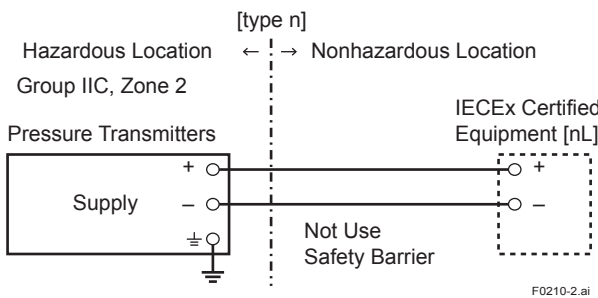 [type n]
Hazardous Location ← → Nonhazardous Location
Group IIC, Zone 2
IECEx Certified
Equipment [nL]
Pressure Transmitters
+ +
Supply – –
Not Use
Safety Barrier
F0210-2.ai